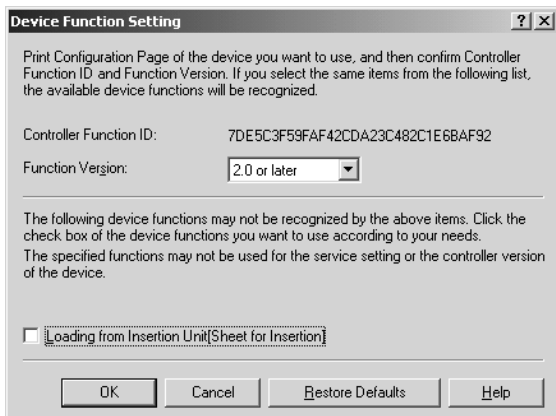 Device Function Setting
Print Configuration Page of the device you want to use, and then confirm Controller
Function ID and Function Version. If you select the same items from the following list,
the available device functions will be recognized.
Controller Function ID: 7DE5C3F59FAF42CDA23C482C1E6BAF92
Function Version: 2.0 or later
The following device functions may not be recognized by the above items. Click the
check box of the device functions you want to use according to your needs.
The specified functions may not be used for the service setting or the controller version
of the device.
Loading from Insertion Unit[Sheet for Insertion]
OK Cancel Restore Defaults Help